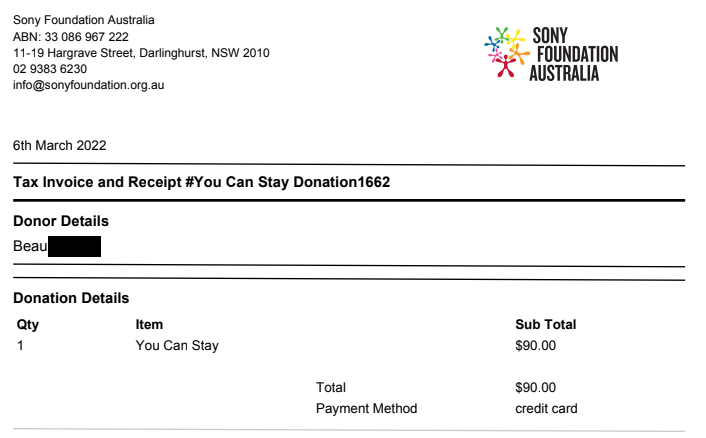 Sony Foundation Australia
ABN: 33 086 967 222
11-19 Hargrave Street, Darlinghurst, NSW 2010
02 9383 6230
info@sonyfoundation.org.au
SONY
FOUNDATION
AUSTRALIA
6th March 2022
Tax Invoice and Receipt #You Can Stay Donation1662
Donor Details
Beau
Donation Details
Qty Item Sub Total
1 You Can Stay $90.00
Total $90.00
Payment Method credit card